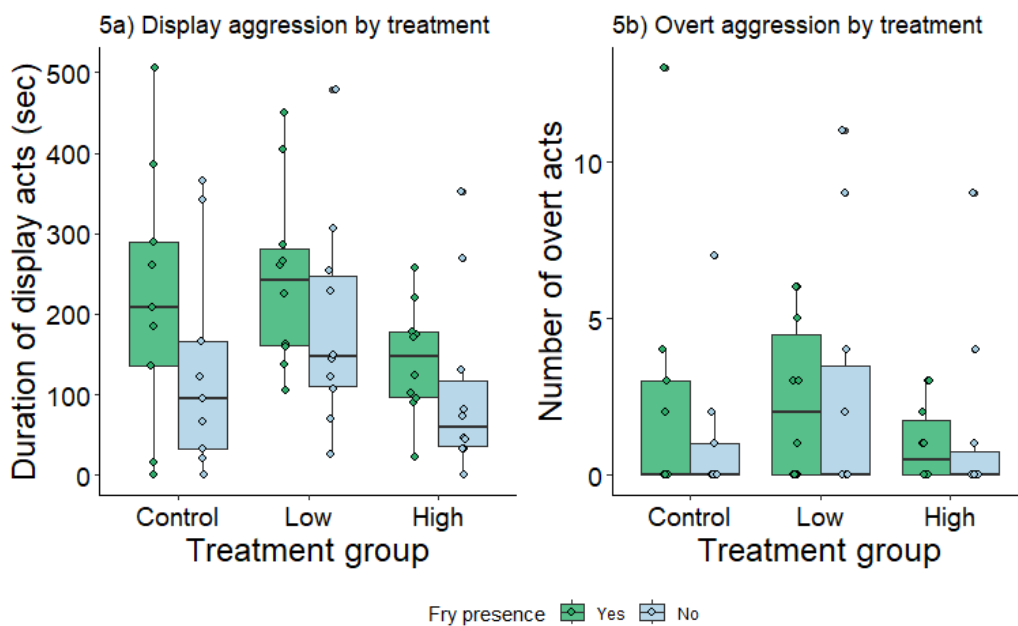 5a) Display aggression by treatment
Duration of display acts (sec)
500
400
300
200
100
0
Control Low High
Treatment group
5b) Overt aggression by treatment
Number of overt acts
10
5
0
Control Low High
Treatment group
Fry presence Yes No